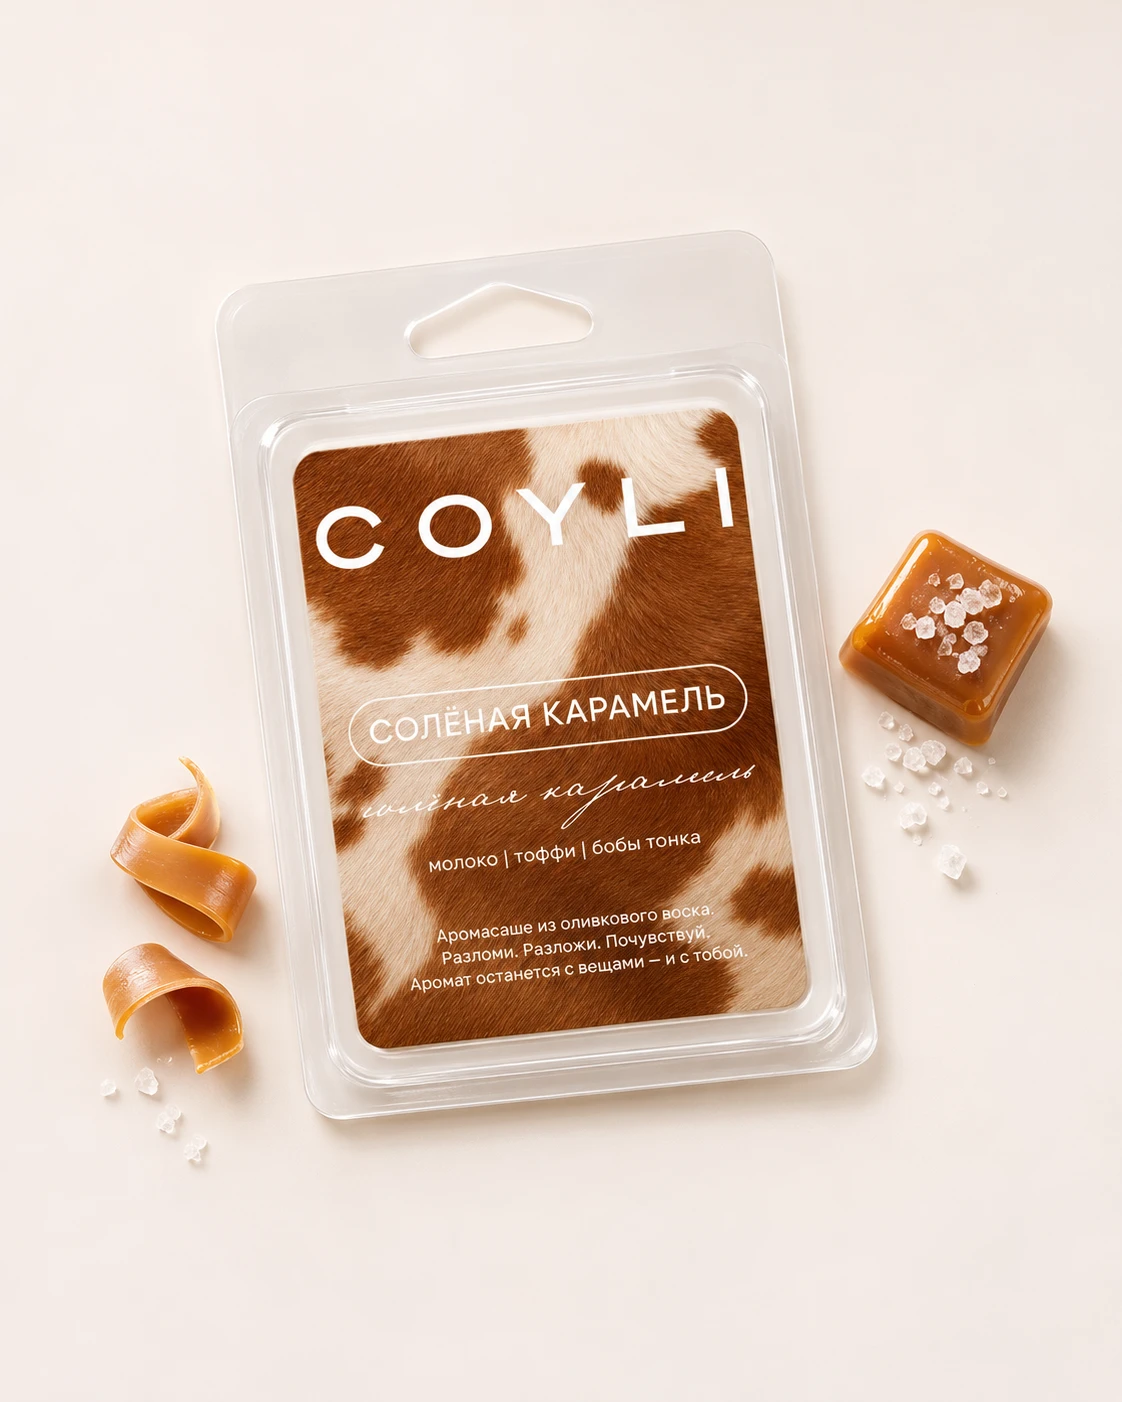 COYLI
СОЛЁНАЯ КАРАМЕЛЬ
солёная карамель
молоко | тоффи | бобы тонка
Аромасаше из оливкового воска.
Разломи. Разложи. Почувствуй.
Аромат останется с вещами — и с тобой.